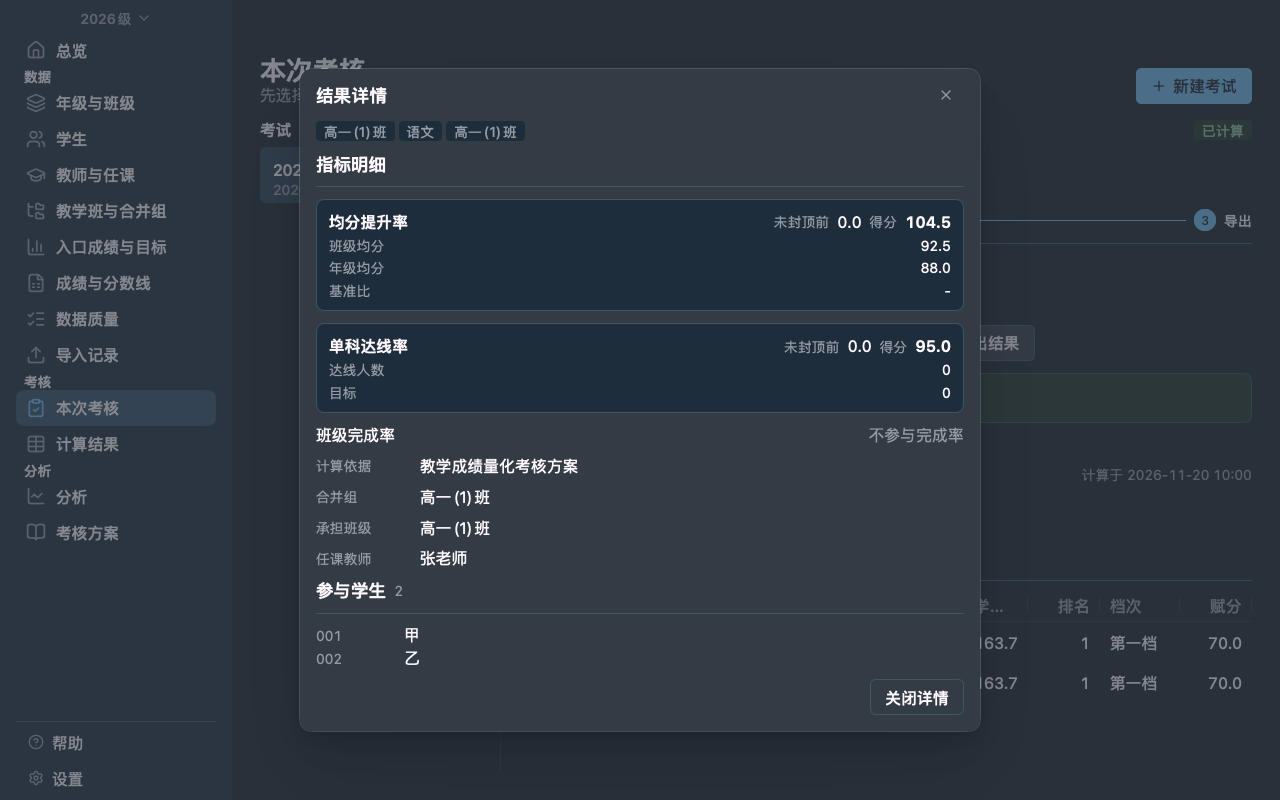 2026级
总览
数据
年级与班级
学生
教师与任课
教学班与合并组
入口成绩与目标
成绩与分数线
数据质量
导入记录
考核
本次考核
计算结果
分析
分析
考核方案
帮助
设置
本次考核
先选择
新建考试
考试
已计算
202
202
3 导出
出结果
计算于 2026-11-20 10:00
学... 排名 档次 赋分
163.7 1 第一档 70.0
163.7 1 第一档 70.0
结果详情
高一 (1) 班 语文 高一 (1) 班
指标明细
均分提升率 未封顶前 0.0 得分 104.5
班级均分 92.5
年级均分 88.0
基准比 -
单科达线率 未封顶前 0.0 得分 95.0
达线人数 0
目标 0
班级完成率 不参与完成率
计算依据 教学成绩量化考核方案
合并组 高一 (1) 班
承担班级 高一 (1) 班
任课教师 张老师
参与学生 2
001 甲
002 乙
关闭详情